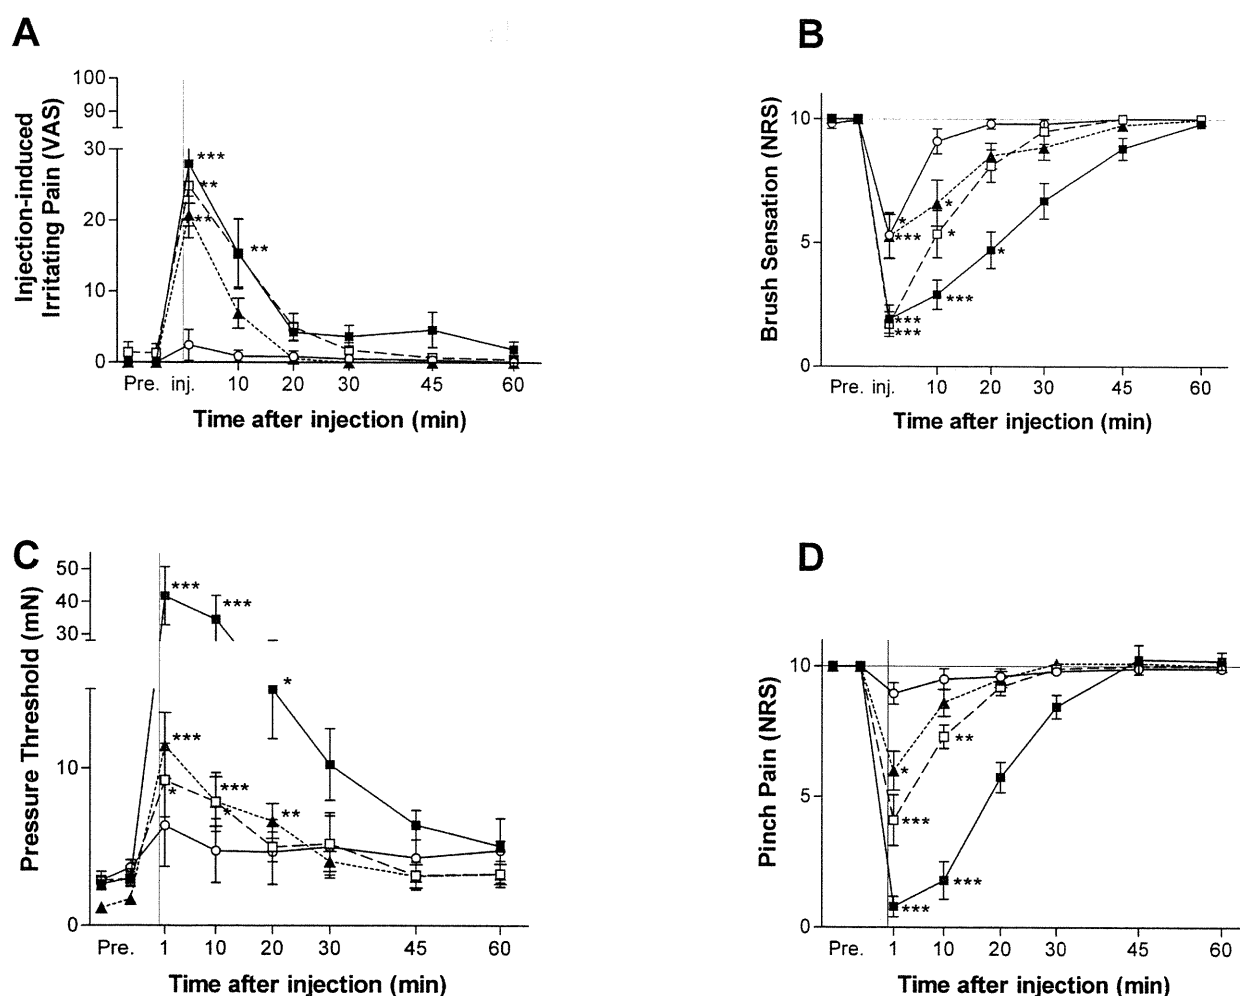 A
Injection-induced
Irritating Pain (VAS)
100
90
30
20
10
0
***
**
**
**
Pre. inj. 10 20 30 45 60
Time after injection (min)
B
Brush Sensation (NRS)
10
5
0
*
***
*
*
*
***
***
***
Pre. inj. 10 20 30 45 60
Time after injection (min)
C
Pressure Threshold (mN)
50
40
30
10
0
***
***
*
***
*
***
*
**
Pre. 1 10 20 30 45 60
Time after injection (min)
D
Pinch Pain (NRS)
10
5
0
*
**
***
***
***
Pre. 1 10 20 30 45 60
Time after injection (min)